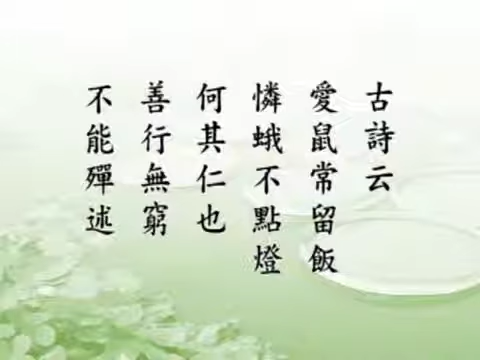 古詩云
愛鼠常留飯
憐蛾不點燈
何其仁也
善行無窮
不能殫述